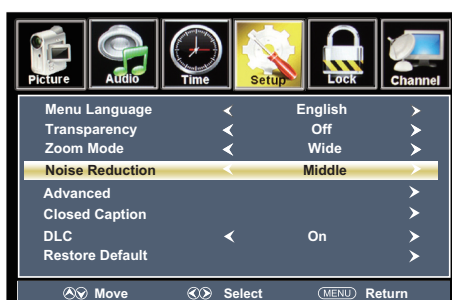 Picture Audio Time Setup Lock Channel
Menu Language English
Transparency Off
Zoom Mode Wide
Noise Reduction Middle
Advanced
Closed Caption
DLC On
Restore Default
Move Select MENU Return